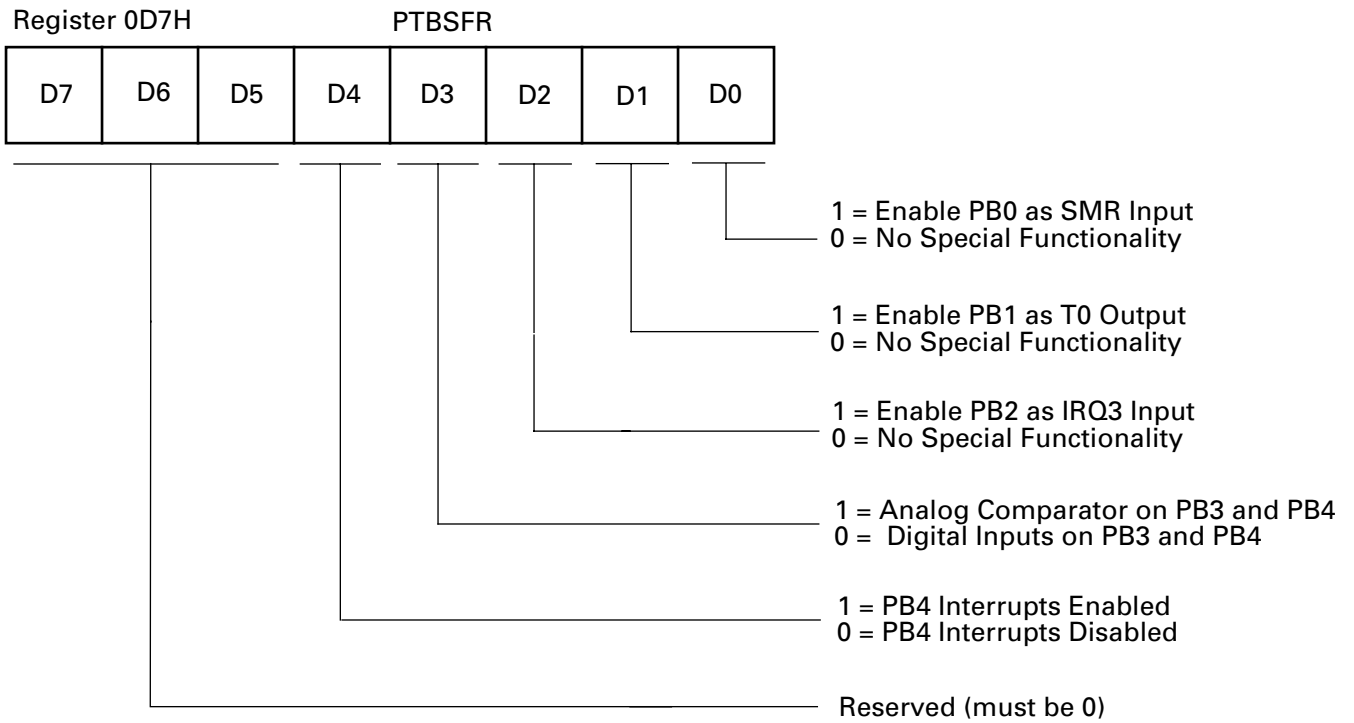 Register 0D7H PTBSFR
D7 D6 D5 D4 D3 D2 D1 D0
1 = Enable PB0 as SMR Input
0 = No Special Functionality
1 = Enable PB1 as T0 Output
0 = No Special Functionality
1 = Enable PB2 as IRQ3 Input
0 = No Special Functionality
1 = Analog Comparator on PB3 and PB4
0 = Digital Inputs on PB3 and PB4
1 = PB4 Interrupts Enabled
0 = PB4 Interrupts Disabled
Reserved (must be 0)